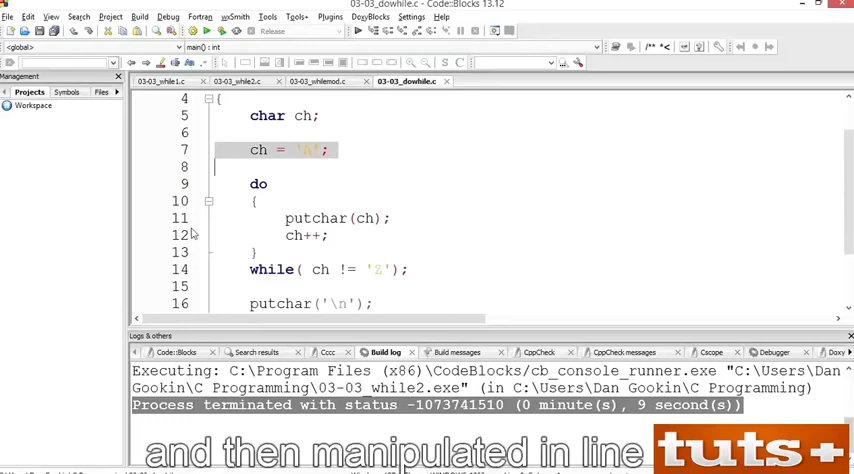 03-03_dowhile.c - Code::Blocks 13.12
File Edit View Search Project Build Debug Fortran wxSmith Tools Tools+ Plugins DoxyBlocks Settings Help
Release
<global> main() : int
Management
Projects Symbols Files
Workspace
03-03_while1.c 03-03_while2.c 03-03_whilemod.c 03-03_dowhile.c
4 {
5 char ch;
6
7 ch = 'A';
8
9 do
10 {
11 putchar(ch);
12 ch++;
13 }
14 while( ch != 'Z');
15
16 putchar('\n');
Logs & others
Code::Blocks Search results Cccc Build log Build messages CppCheck CppCheck messages Cscope Debugger Doxy
Executing: C:\Program Files (x86)\CodeBlocks/cb_console_runner.exe "C:\Users\Dan
Gookin\C Programming\03-03_while2.exe" (in C:\Users\Dan Gookin\C Programming)
Process terminated with status -1073741510 (0 minute(s), 9 second(s))
and then manipulated in line
tuts+